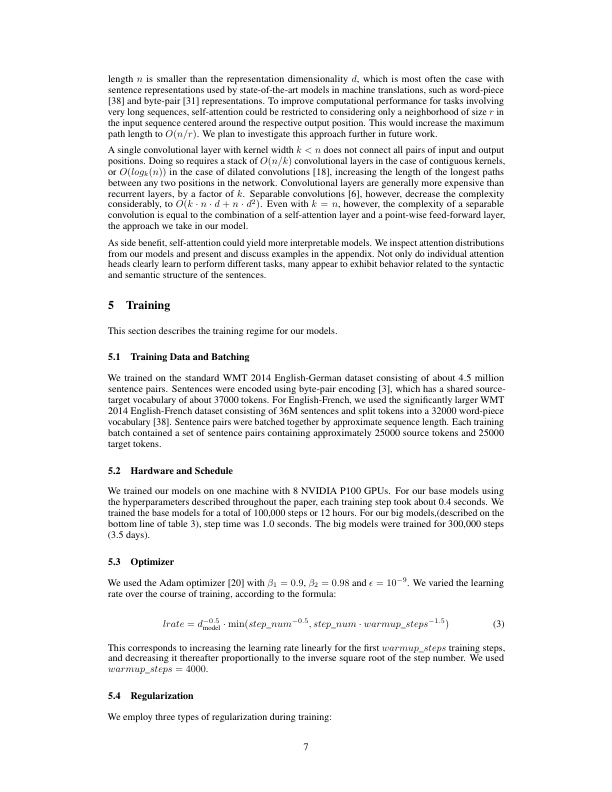 length n is smaller than the representation dimensionality d, which is most often the case with
sentence representations used by state-of-the-art models in machine translations, such as word-piece
[38] and byte-pair [31] representations. To improve computational performance for tasks involving
very long sequences, self-attention could be restricted to considering only a neighborhood of size r in
the input sequence centered around the respective output position. This would increase the maximum
path length to O(n/r). We plan to investigate this approach further in future work.
A single convolutional layer with kernel width k < n does not connect all pairs of input and output
positions. Doing so requires a stack of O(n/k) convolutional layers in the case of contiguous kernels,
or O(log_k(n)) in the case of dilated convolutions [18], increasing the length of the longest paths
between any two positions in the network. Convolutional layers are generally more expensive than
recurrent layers, by a factor of k. Separable convolutions [6], however, decrease the complexity
considerably, to O(k · n · d + n · d²). Even with k = n, however, the complexity of a separable
convolution is equal to the combination of a self-attention layer and a point-wise feed-forward layer,
the approach we take in our model.
As side benefit, self-attention could yield more interpretable models. We inspect attention distributions
from our models and present and discuss examples in the appendix. Not only do individual attention
heads clearly learn to perform different tasks, many appear to exhibit behavior related to the syntactic
and semantic structure of the sentences.
5 Training
This section describes the training regime for our models.
5.1 Training Data and Batching
We trained on the standard WMT 2014 English-German dataset consisting of about 4.5 million
sentence pairs. Sentences were encoded using byte-pair encoding [3], which has a shared source-
target vocabulary of about 37000 tokens. For English-French, we used the significantly larger WMT
2014 English-French dataset consisting of 36M sentences and split tokens into a 32000 word-piece
vocabulary [38]. Sentence pairs were batched together by approximate sequence length. Each training
batch contained a set of sentence pairs containing approximately 25000 source tokens and 25000
target tokens.
5.2 Hardware and Schedule
We trained our models on one machine with 8 NVIDIA P100 GPUs. For our base models using
the hyperparameters described throughout the paper, each training step took about 0.4 seconds. We
trained the base models for a total of 100,000 steps or 12 hours. For our big models,(described on the
bottom line of table 3), step time was 1.0 seconds. The big models were trained for 300,000 steps
(3.5 days).
5.3 Optimizer
We used the Adam optimizer [20] with β₁ = 0.9, β₂ = 0.98 and ϵ = 10⁻⁹. We varied the learning
rate over the course of training, according to the formula:
lrate = d_model^−0.5 · min(step_num^−0.5, step_num · warmup_steps^−1.5) (3)
This corresponds to increasing the learning rate linearly for the first warmup_steps training steps,
and decreasing it thereafter proportionally to the inverse square root of the step number. We used
warmup_steps = 4000.
5.4 Regularization
We employ three types of regularization during training:
7